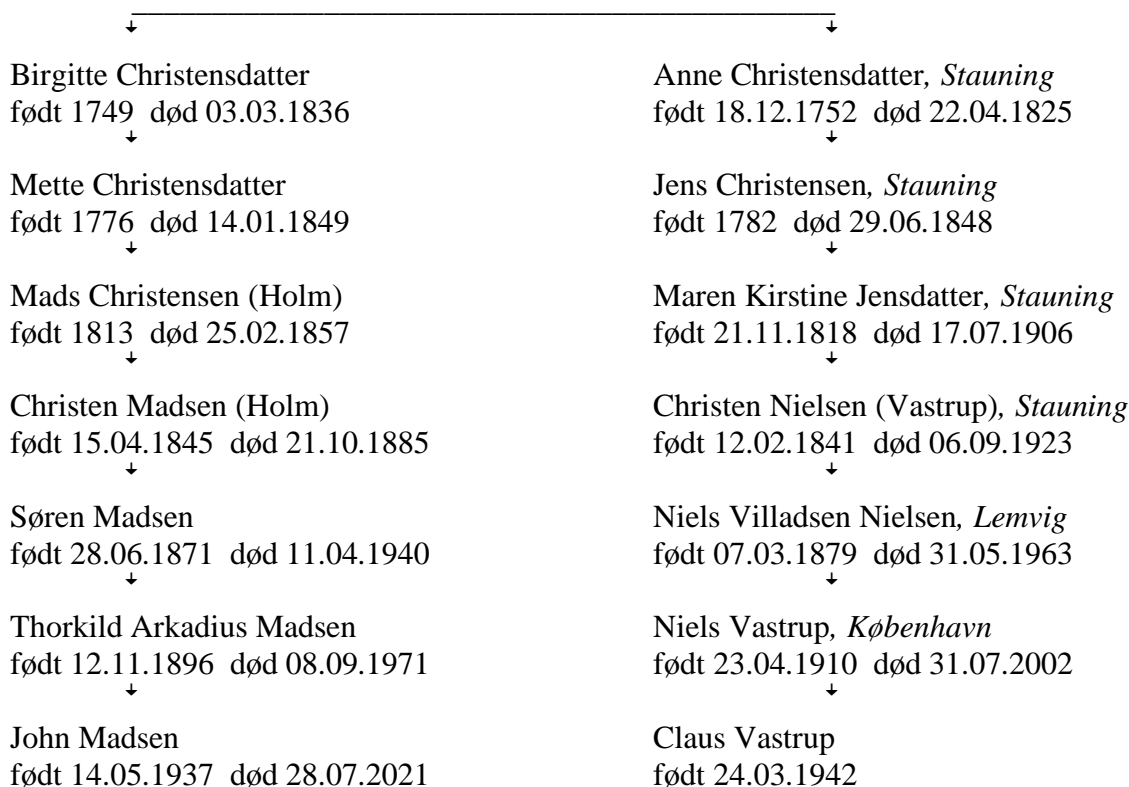 Birgitte Christensdatter
født 1749 død 03.03.1836
Mette Christensdatter
født 1776 død 14.01.1849
Mads Christensen (Holm)
født 1813 død 25.02.1857
Christen Madsen (Holm)
født 15.04.1845 død 21.10.1885
Søren Madsen
født 28.06.1871 død 11.04.1940
Thorkild Arkadius Madsen
født 12.11.1896 død 08.09.1971
John Madsen
født 14.05.1937 død 28.07.2021
Anne Christensdatter, Stauning
født 18.12.1752 død 22.04.1825
Jens Christensen, Stauning
født 1782 død 29.06.1848
Maren Kirstine Jensdatter, Stauning
født 21.11.1818 død 17.07.1906
Christen Nielsen (Vastrup), Stauning
født 12.02.1841 død 06.09.1923
Niels Villadsen Nielsen, Lemvig
født 07.03.1879 død 31.05.1963
Niels Vastrup, København
født 23.04.1910 død 31.07.2002
Claus Vastrup
født 24.03.1942